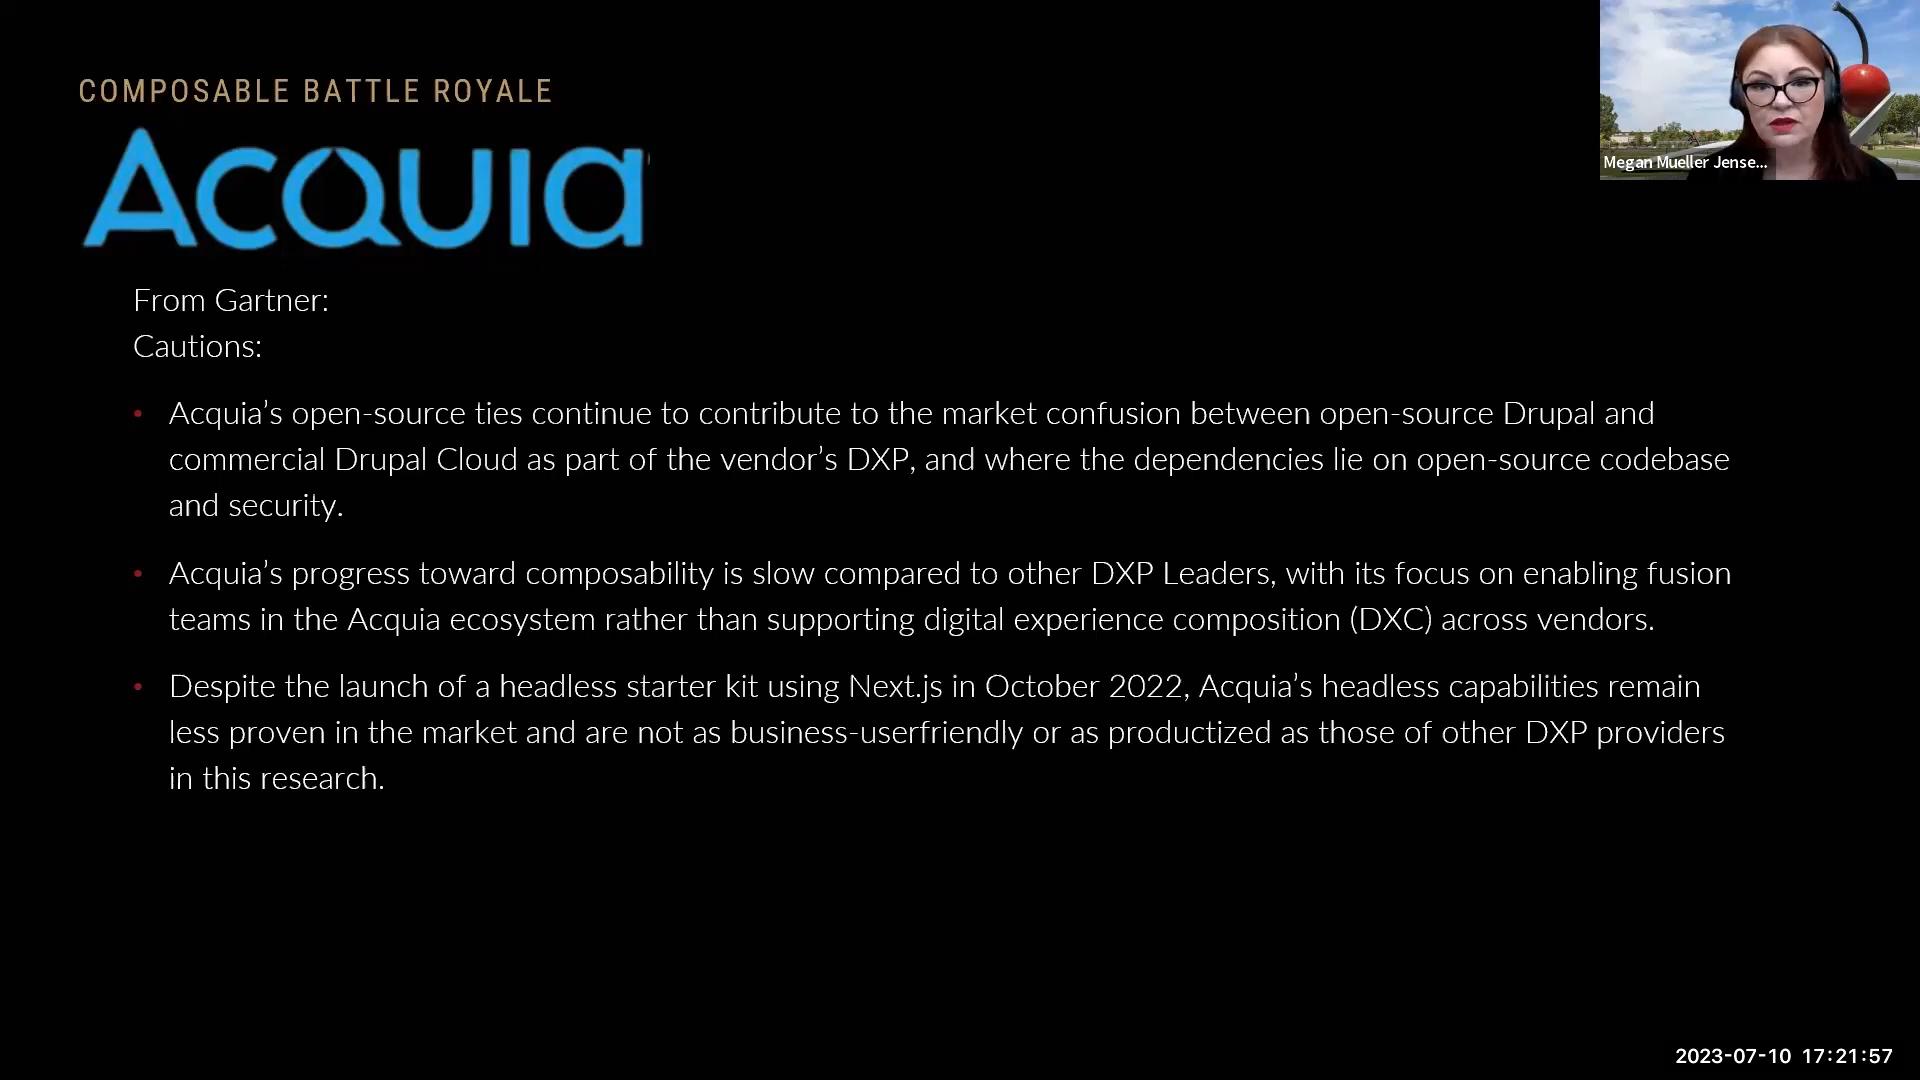 COMPOSABLE BATTLE ROYALE
ACQUIA
Megan Mueller Jense...
From Gartner:
Cautions:
• Acquia’s open-source ties continue to contribute to the market confusion between open-source Drupal and
commercial Drupal Cloud as part of the vendor’s DXP, and where the dependencies lie on open-source codebase
and security.
• Acquia’s progress toward composability is slow compared to other DXP Leaders, with its focus on enabling fusion
teams in the Acquia ecosystem rather than supporting digital experience composition (DXC) across vendors.
• Despite the launch of a headless starter kit using Next.js in October 2022, Acquia’s headless capabilities remain
less proven in the market and are not as business-userfriendly or as productized as those of other DXP providers
in this research.
2023-07-10 17:21:57